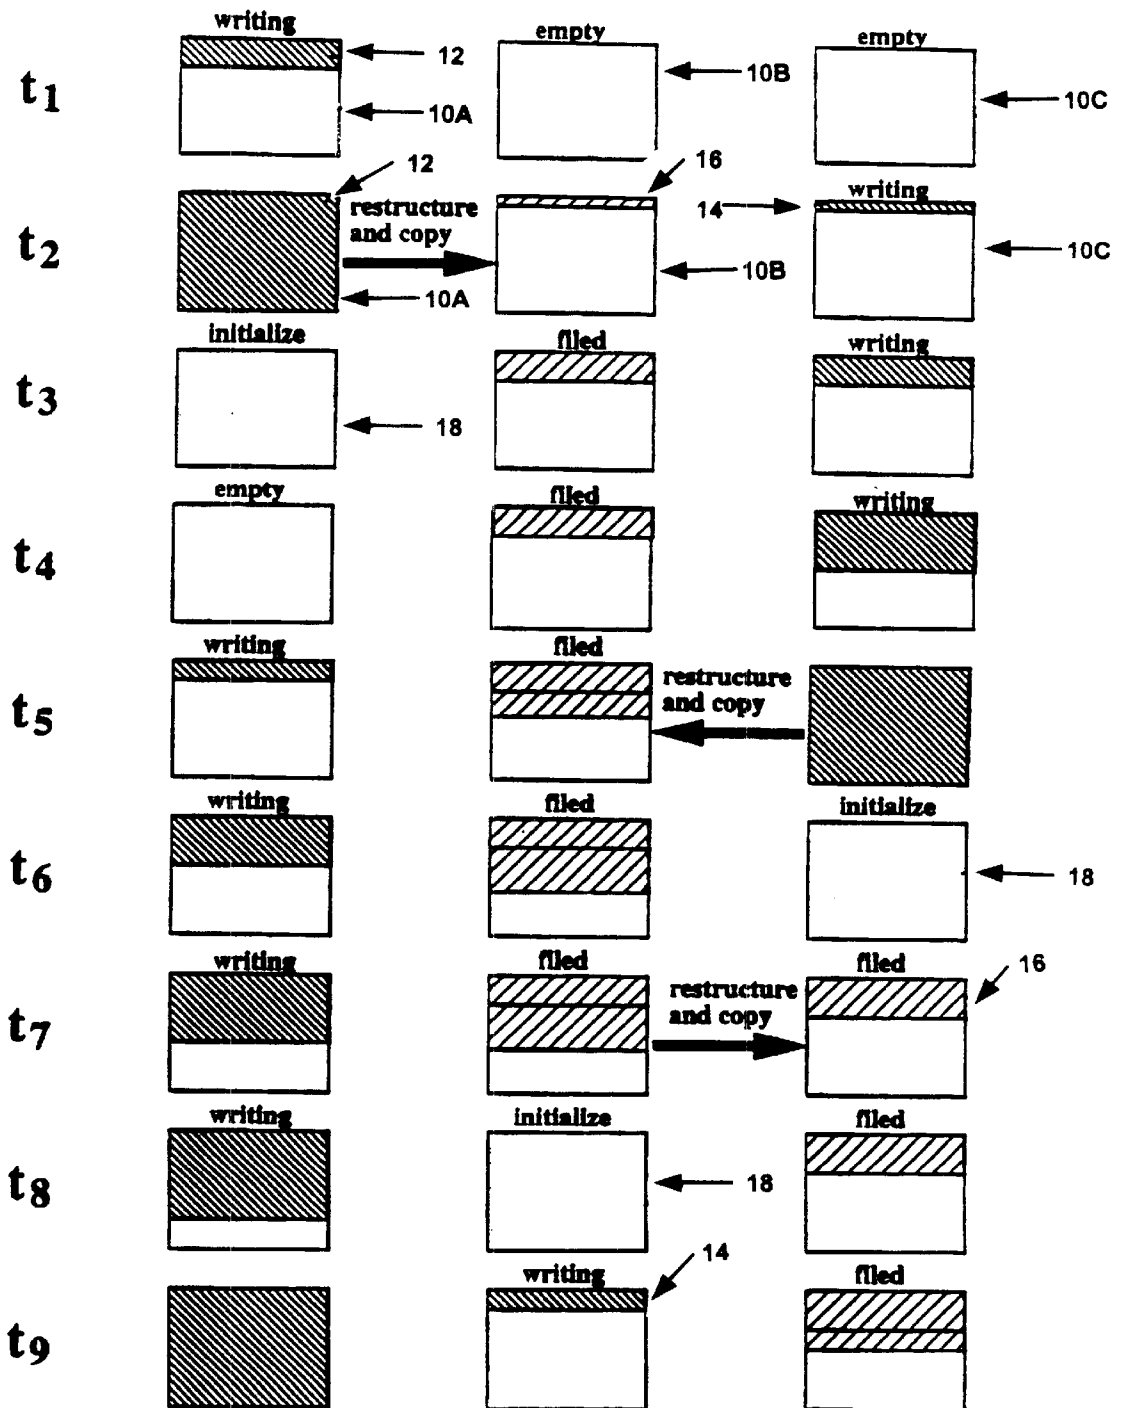 writing
empty
empty
t1
12
10A
10B
10C
12
16
writing
t2
restructure
and copy
14
10A
10B
10C
initialize
filed
writing
t3
18
empty
filed
writing
t4
writing
filed
t5
restructure
and copy
writing
filed
initialize
t6
18
writing
filed
filed
t7
restructure
and copy
16
writing
initialize
filed
t8
18
writing
14
filed
t9